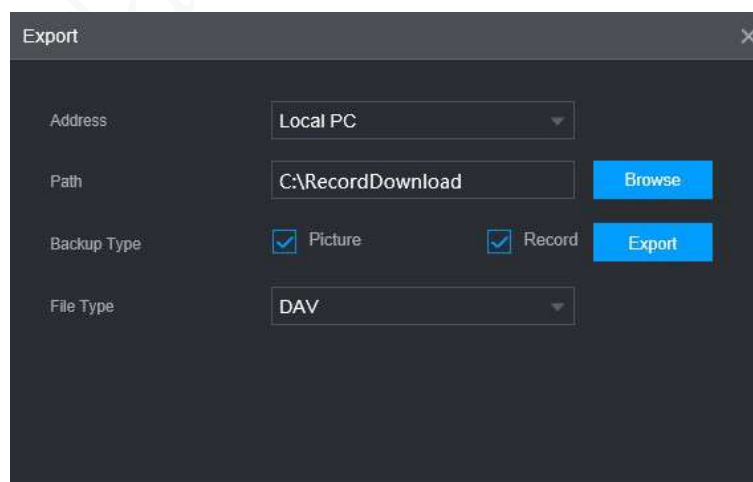 Export
Address Local PC
Path C:\RecordDownload Browse
Backup Type Picture Record Export
File Type DAV